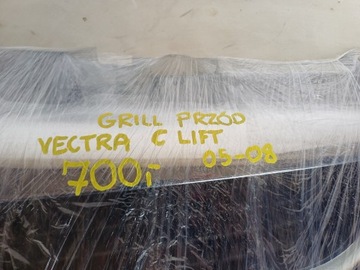 GRILL PRZÓD
VECTRA C LIFT
700,- 05-08